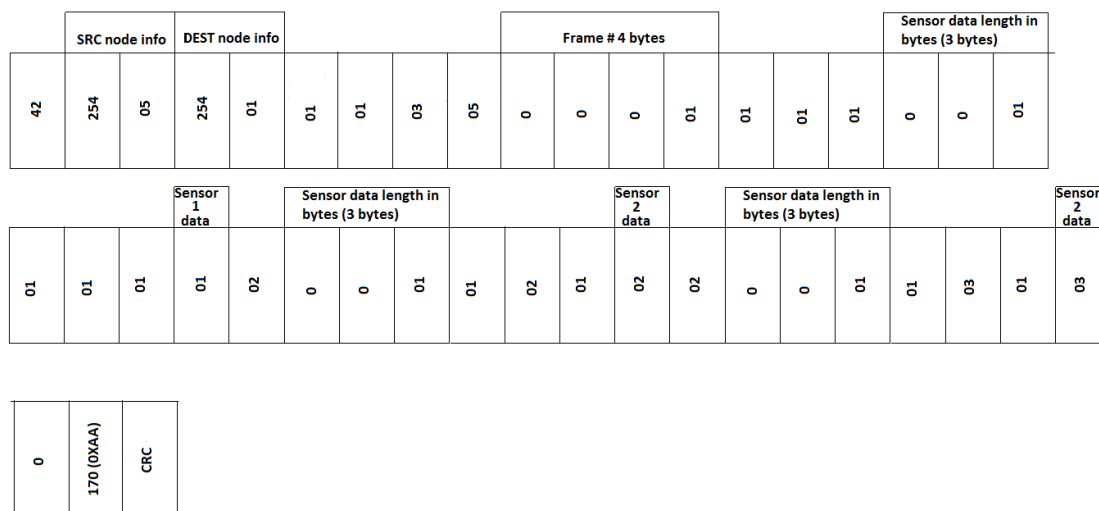 SRC node info DEST node info Frame # 4 bytes Sensor data length in
bytes (3 bytes)
42 254 05 254 01 01 01 03 05 0 0 0 01 01 01 01 0 0 01
Sensor
1
data
Sensor data length in
bytes (3 bytes)
Sensor
2
data
Sensor data length in
bytes (3 bytes)
Sensor
2
data
01 01 01 01 02 0 0 01 01 02 01 02 02 0 0 01 01 03 01 03
0 170 (0XAA) CRC